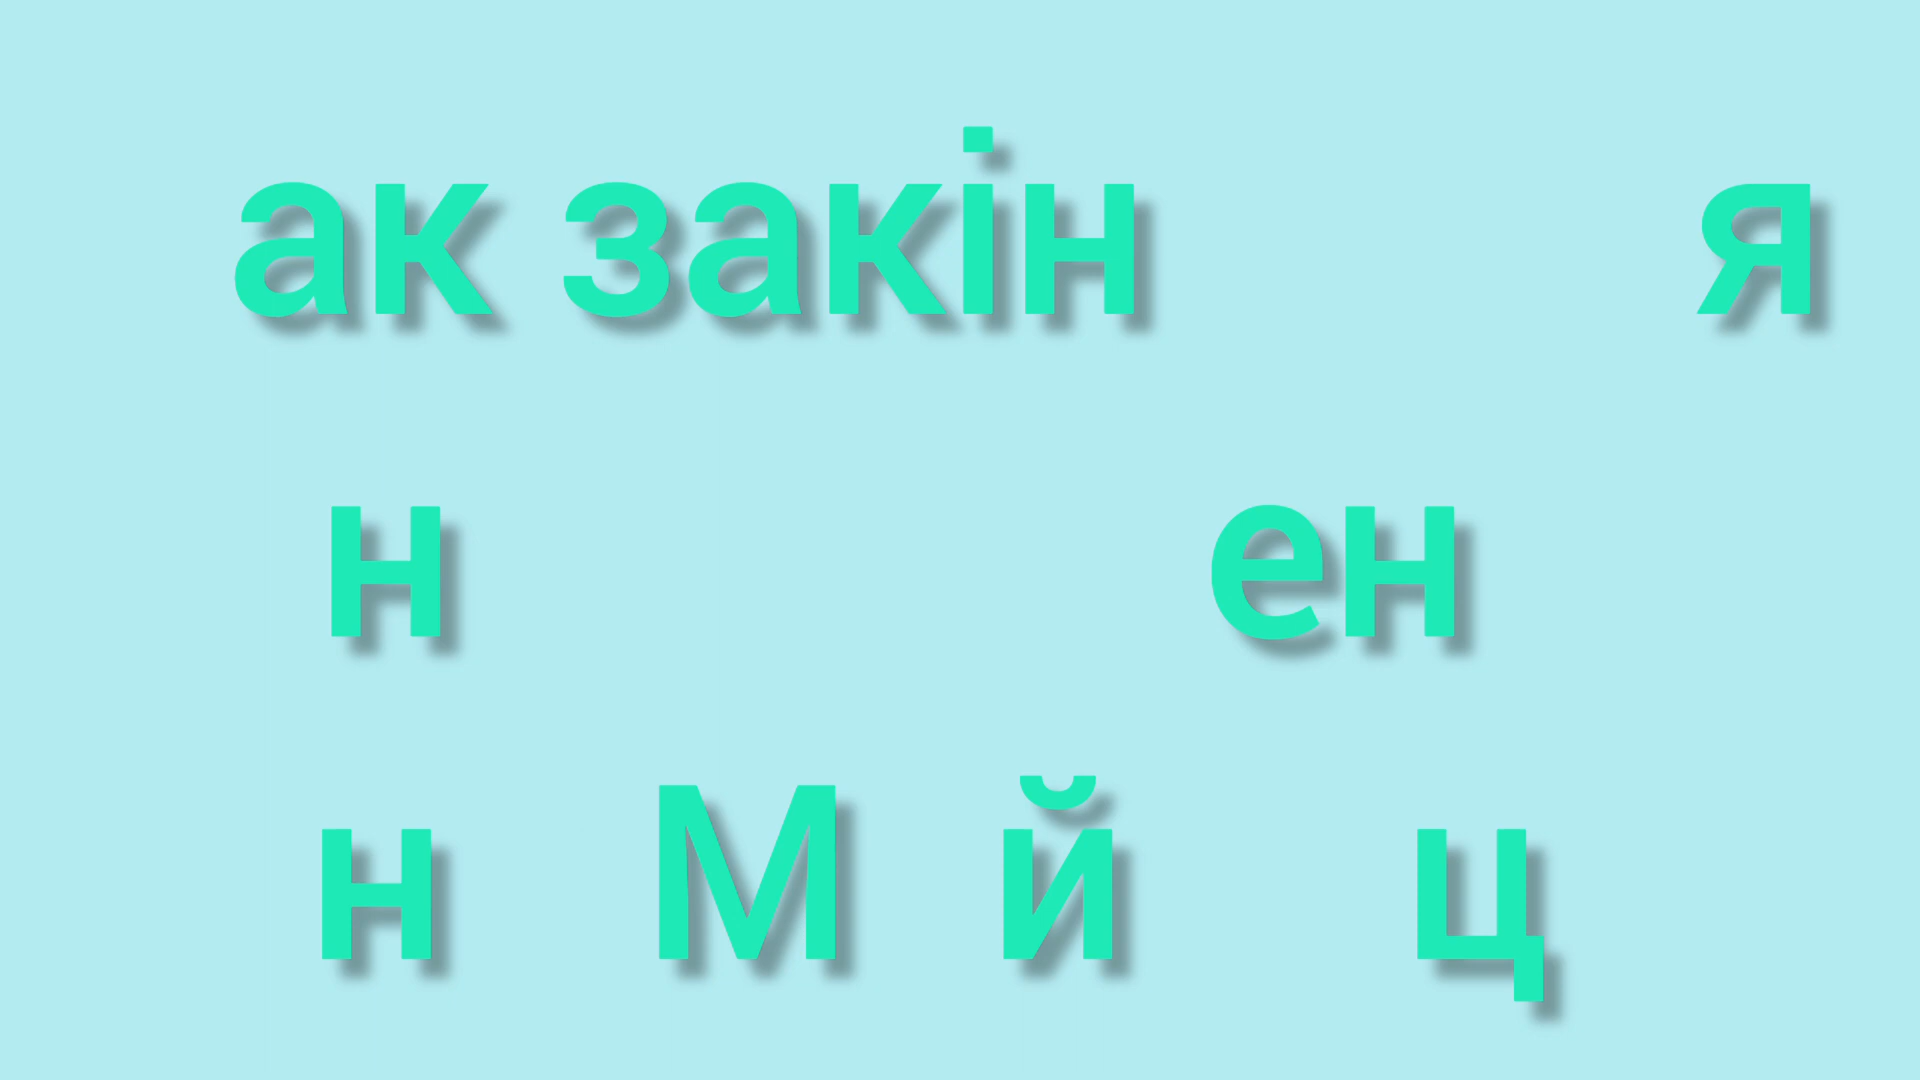 ак закін я
н ен
н М й ц